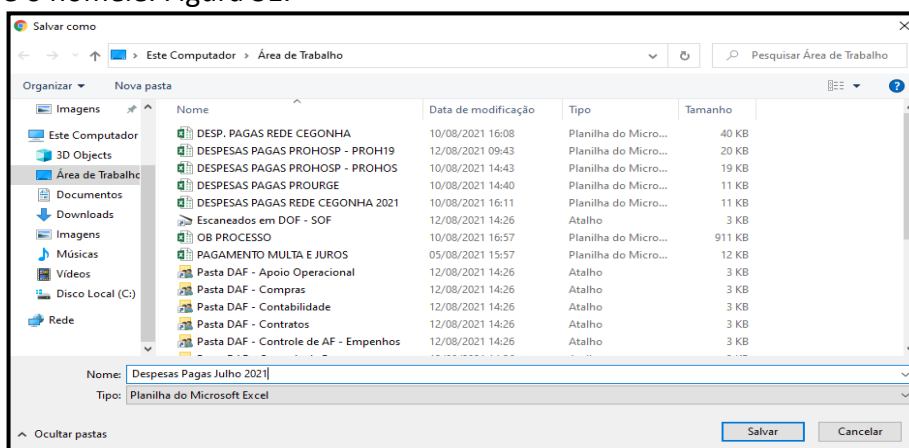 Salvar como
Este Computador > Área de Trabalho
Pesquisar Área de Trabalho
Organizar
Nova pasta
Imagens
Este Computador
3D Objects
Área de Trabalhc
Documentos
Downloads
Imagens
Músicas
Vídeos
Disco Local (C:)
Rede
Nome Data de modificação Tipo Tamanho
DESP. PAGAS REDE CEGONHA 10/08/2021 16:08 Planilha do Micro... 40 KB
DESPESAS PAGAS PROHOSP - PROH19 12/08/2021 09:43 Planilha do Micro... 20 KB
DESPESAS PAGAS PROHOSP - PROHOS 10/08/2021 14:43 Planilha do Micro... 19 KB
DESPESAS PAGAS PROURGE 10/08/2021 14:40 Planilha do Micro... 11 KB
DESPESAS PAGAS REDE CEGONHA 2021 10/08/2021 16:11 Planilha do Micro... 11 KB
Escaneados em DOF - SOF 12/08/2021 14:26 Atalho 3 KB
OB PROCESSO 10/08/2021 16:57 Planilha do Micro... 911 KB
PAGAMENTO MULTA E JUROS 05/08/2021 15:57 Planilha do Micro... 12 KB
Pasta DAF - Apoio Operacional 12/08/2021 14:26 Atalho 3 KB
Pasta DAF - Compras 12/08/2021 14:26 Atalho 3 KB
Pasta DAF - Contabilidade 12/08/2021 14:26 Atalho 3 KB
Pasta DAF - Contratos 12/08/2021 14:26 Atalho 3 KB
Pasta DAF - Controle de AF - Empenhos 12/08/2021 14:26 Atalho 3 KB
Nome: Despesas Pagas Julho 2021
Tipo: Planilha do Microsoft Excel
Ocultar pastas
Salvar
Cancelar